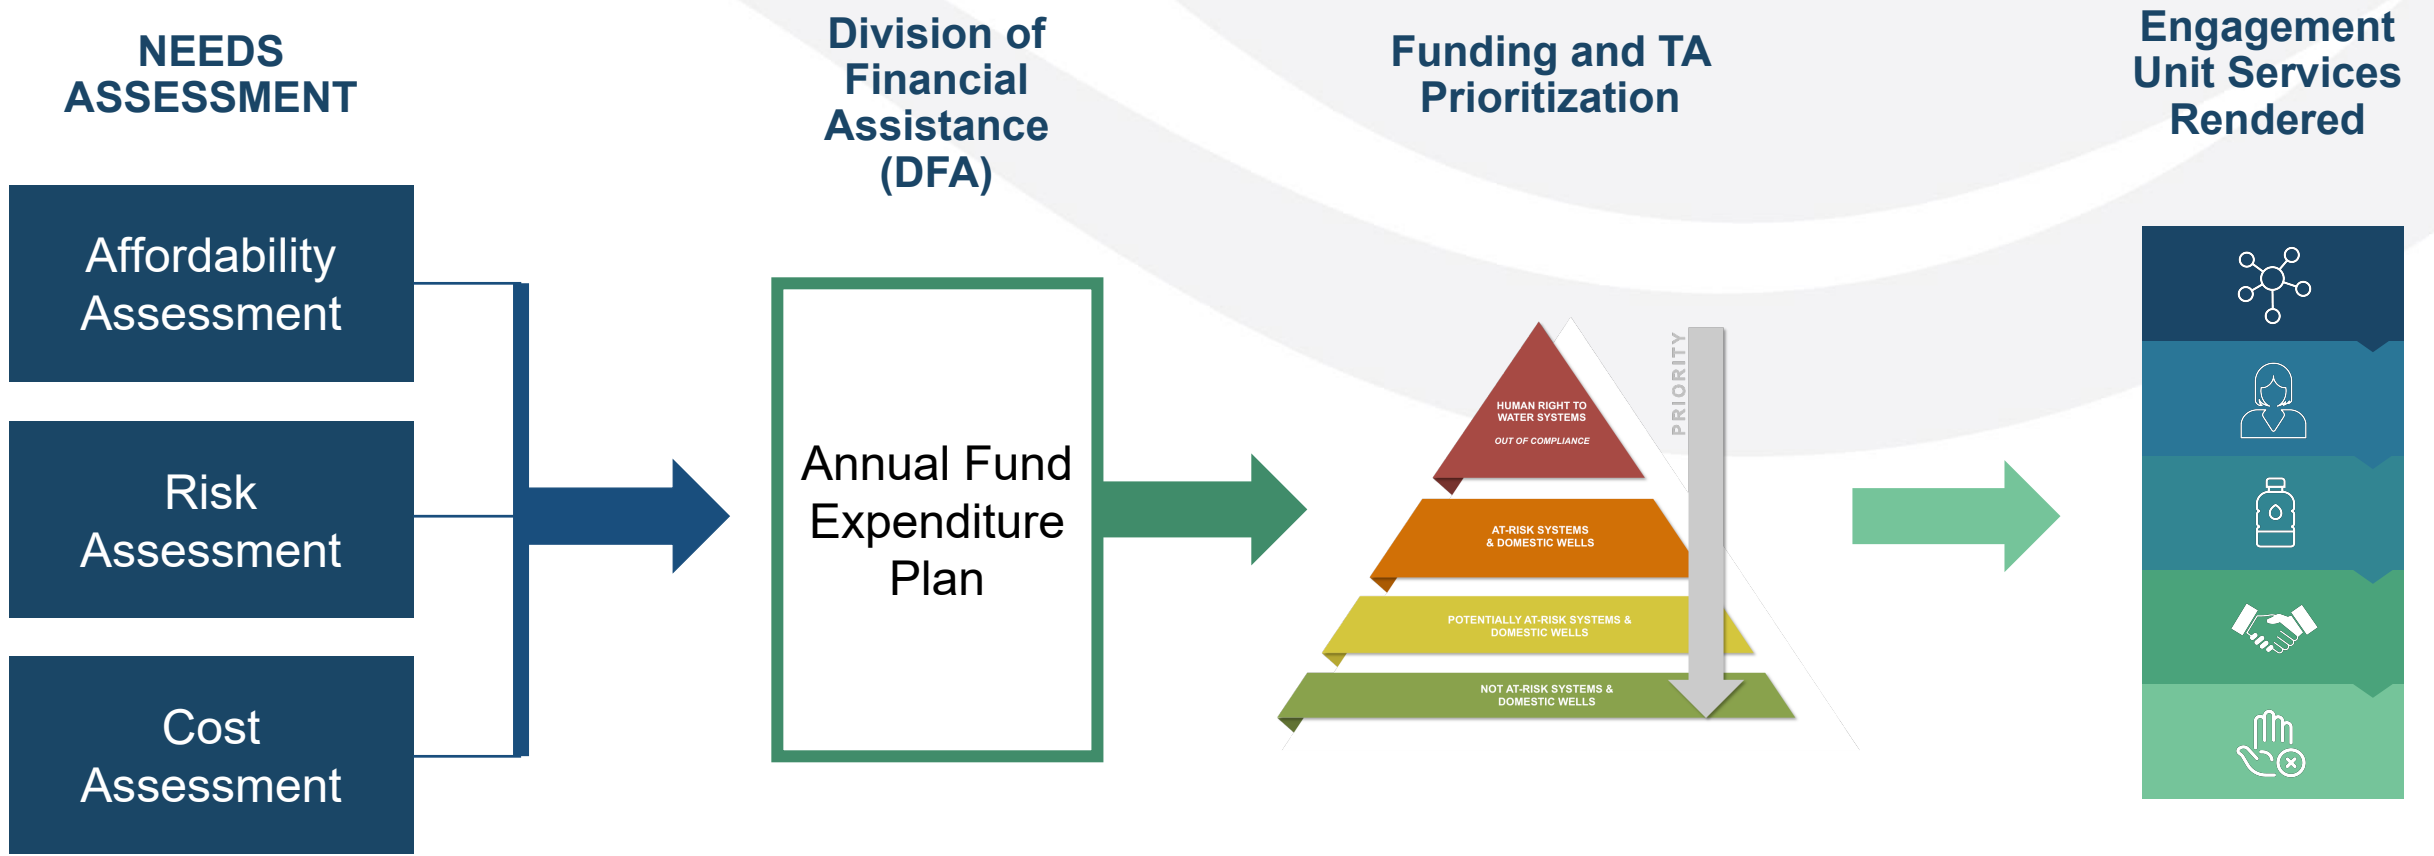 NEEDS
ASSESSMENT
Division of
Financial
Assistance
(DFA)
Funding and TA
Prioritization
Engagement
Unit Services
Rendered
Affordability
Assessment
Risk
Assessment
Cost
Assessment
Annual Fund
Expenditure
Plan
HUMAN RIGHT TO
WATER SYSTEMS
OUT OF COMPLIANCE
AT-RISK SYSTEMS
& DOMESTIC WELLS
POTENTIALLY AT-RISK SYSTEMS &
DOMESTIC WELLS
NOT AT-RISK SYSTEMS &
DOMESTIC WELLS
PRIORITY